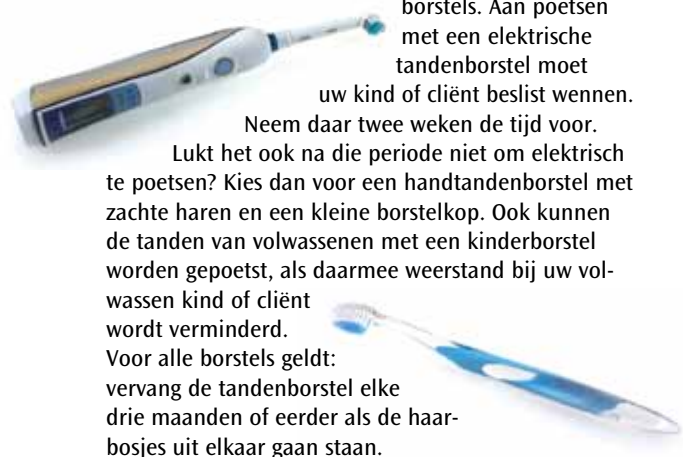 borstels. Aan poetsen
met een elektrische
tandenborstel moet
uw kind of cliënt beslist wennen.
Neem daar twee weken de tijd voor.
Lukt het ook na die periode niet om elektrisch
te poetsen? Kies dan voor een handtandenborstel met
zachte haren en een kleine borstelkop. Ook kunnen
de tanden van volwassenen met een kinderborstel
worden gepoetst, als daarmee weerstand bij uw vol-
wassen kind of cliënt
wordt verminderd.
Voor alle borstels geldt:
vervang de tandenborstel elke
drie maanden of eerder als de haar-
bosjes uit elkaar gaan staan.